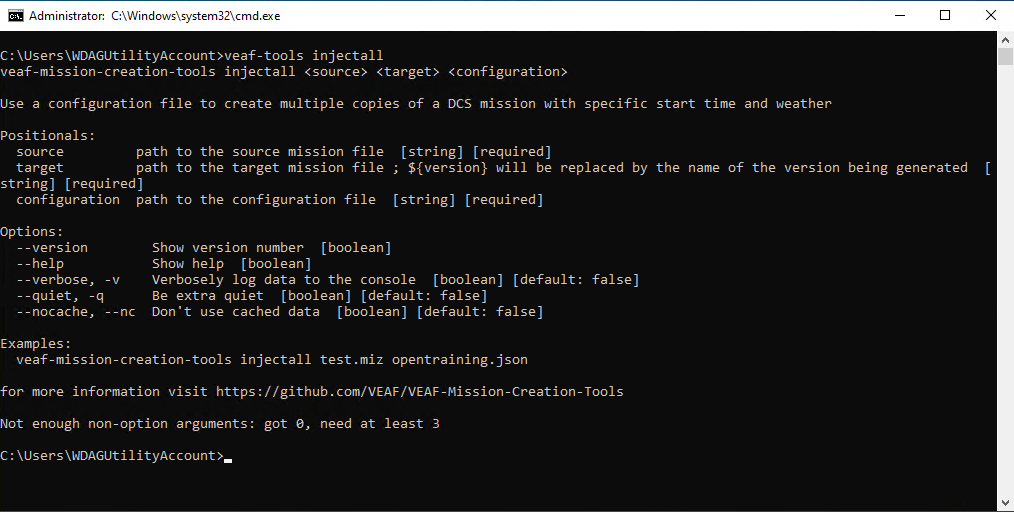 Administrator: C:\Windows\system32\cmd.exe
C:\Users\WDAGUtilityAccount>veaf-tools injectall
veaf-mission-creation-tools injectall <source> <target> <configuration>
Use a configuration file to create multiple copies of a DCS mission with specific start time and weather
Positionals:
source path to the source mission file [string] [required]
target path to the target mission file ; ${version} will be replaced by the name of the version being generated [
string] [required]
configuration path to the configuration file [string] [required]
Options:
--version Show version number [boolean]
--help Show help [boolean]
--verbose, -v Verbosely log data to the console [boolean] [default: false]
--quiet, -q Be extra quiet [boolean] [default: false]
--nocache, --nc Don't use cached data [boolean] [default: false]
Examples:
veaf-mission-creation-tools injectall test.miz opentraining.json
for more information visit https://github.com/VEAF/VEAF-Mission-Creation-Tools
Not enough non-option arguments: got 0, need at least 3
C:\Users\WDAGUtilityAccount>